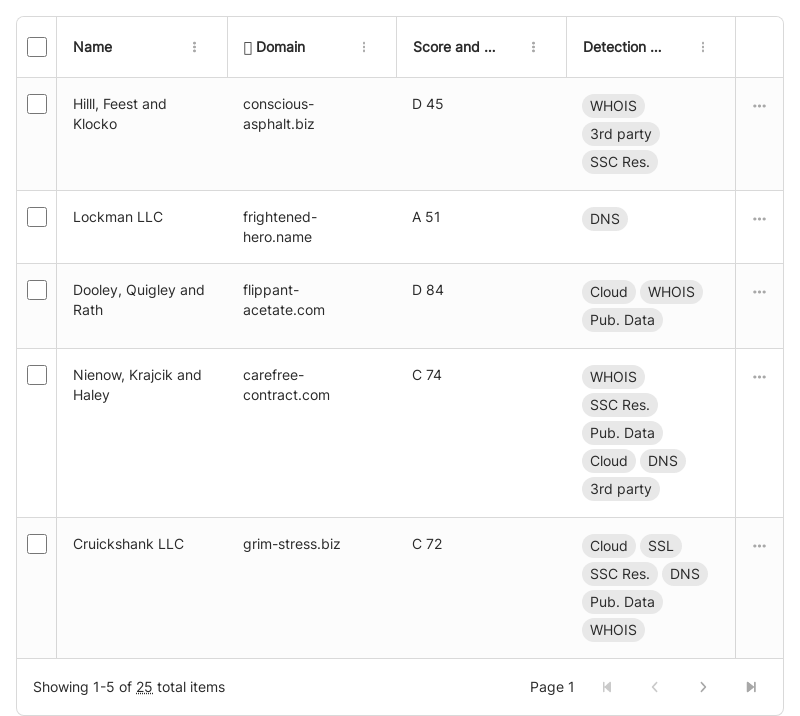 Name Domain Score and ... Detection ...
Hilll, Feest and Klocko conscious-asphalt.biz D 45 WHOIS
3rd party
SSC Res.
Lockman LLC frightened-hero.name A 51 DNS
Dooley, Quigley and Rath flippant-acetate.com D 84 Cloud WHOIS
Pub. Data
Nienow, Krajcik and Haley carefree-contract.com C 74 WHOIS
SSC Res.
Pub. Data
Cloud DNS
3rd party
Cruickshank LLC grim-stress.biz C 72 Cloud SSL
SSC Res. DNS
Pub. Data
WHOIS
Showing 1-5 of 25 total items Page 1